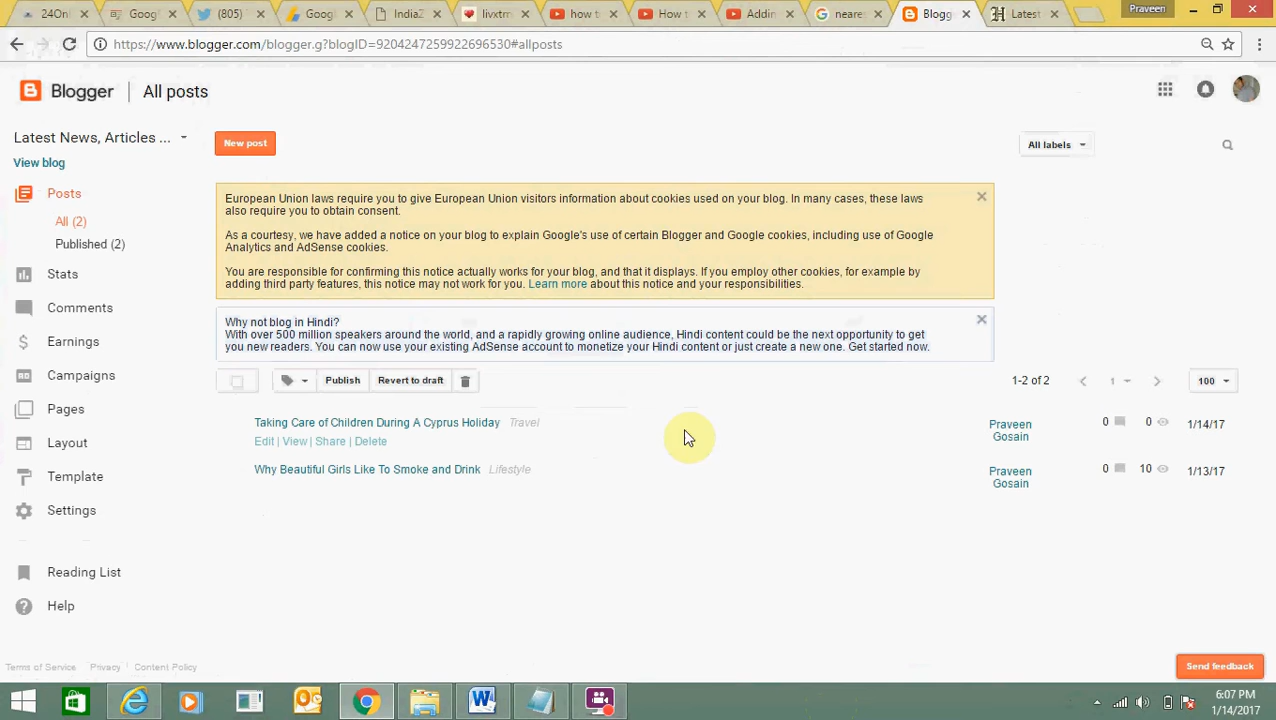 24On
Goog
(805)
Googl
IndiaZ
livxtm
how t
How t
Addin
neare
Blogg
Latest
Praveen
https://www.blogger.com/blogger.g?blogID=9204247259922696530#allposts
Blogger All posts
Latest News, Articles ...
New post
All labels
View blog
Posts
All (2)
Published (2)
Stats
Comments
Earnings
Campaigns
Pages
Layout
Template
Settings
Reading List
Help
European Union laws require you to give European Union visitors information about cookies used on your blog. In many cases, these laws
also require you to obtain consent.
As a courtesy, we have added a notice on your blog to explain Google's use of certain Blogger and Google cookies, including use of Google
Analytics and AdSense cookies.
You are responsible for confirming this notice actually works for your blog, and that it displays. If you employ other cookies, for example by
adding third party features, this notice may not work for you. Learn more about this notice and your responsibilities.
Why not blog in Hindi?
With over 500 million speakers around the world, and a rapidly growing online audience, Hindi content could be the next opportunity to get
you new readers. You can now use your existing AdSense account to monetize your Hindi content or just create a new one. Get started now.
Publish Revert to draft 1-2 of 2 1 100
Taking Care of Children During A Cyprus Holiday Travel
Edit | View | Share | Delete
Praveen
Gosain
0 0 1/14/17
Why Beautiful Girls Like To Smoke and Drink Lifestyle
Praveen
Gosain
0 10 1/13/17
Terms of Service Privacy Content Policy
Send feedback
6:07 PM
1/14/2017